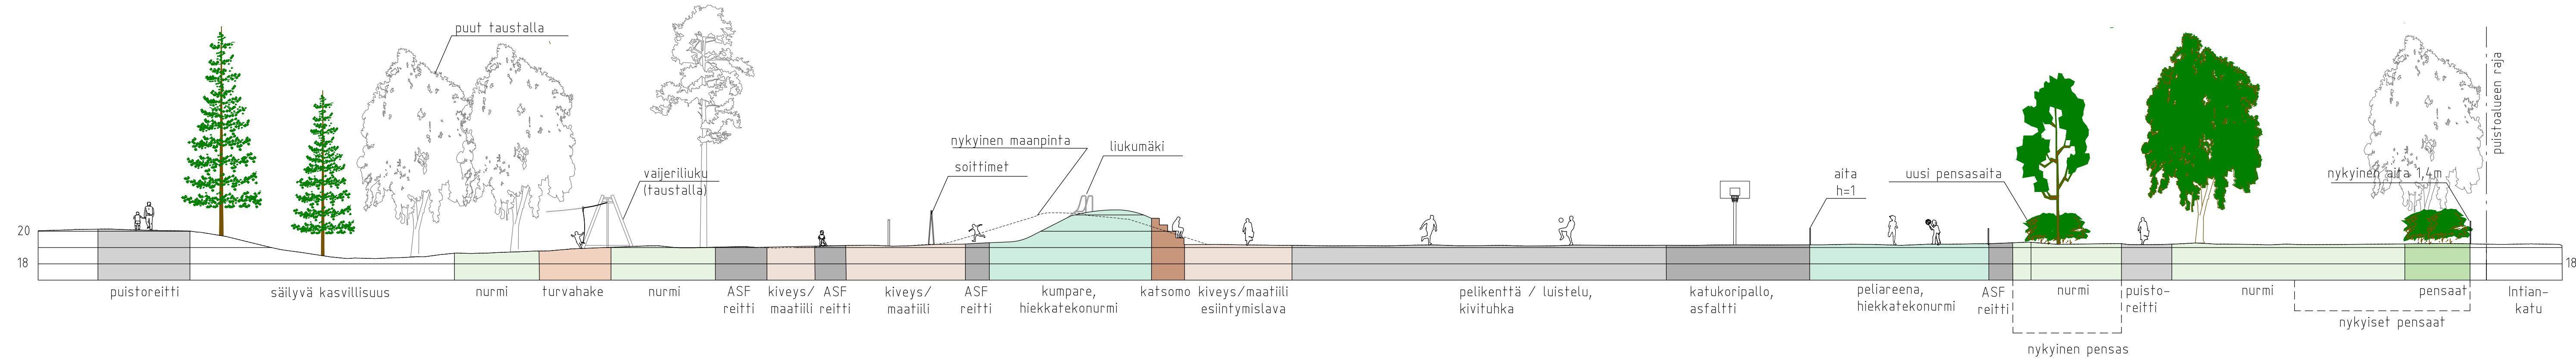 puut taustalla
puistoalueen raja
nykyinen maanpinta
liukumäki
soittimet
vaijeriliuku
(taustalla)
aita
h=1
uusi pensasaita
nykyinen aita 1,4m
20
18
18
puistoreitti
säilyvä kasvillisuus
nurmi
turvahake
nurmi
ASF
reitti
kiveys/
maatiili
ASF
reitti
kiveys/
maatiili
ASF
reitti
kumpare,
hiekkatekonurmi
katsomo
kiveys/maatiili
esiintymislava
pelikenttä / luistelu,
kivituhka
katukoripallo,
asfaltti
peliareena,
hiekkatekonurmi
ASF
reitti
nurmi
puisto-
reitti
nurmi
pensaat
Intian-
katu
nykyiset pensaat
nykyinen pensas